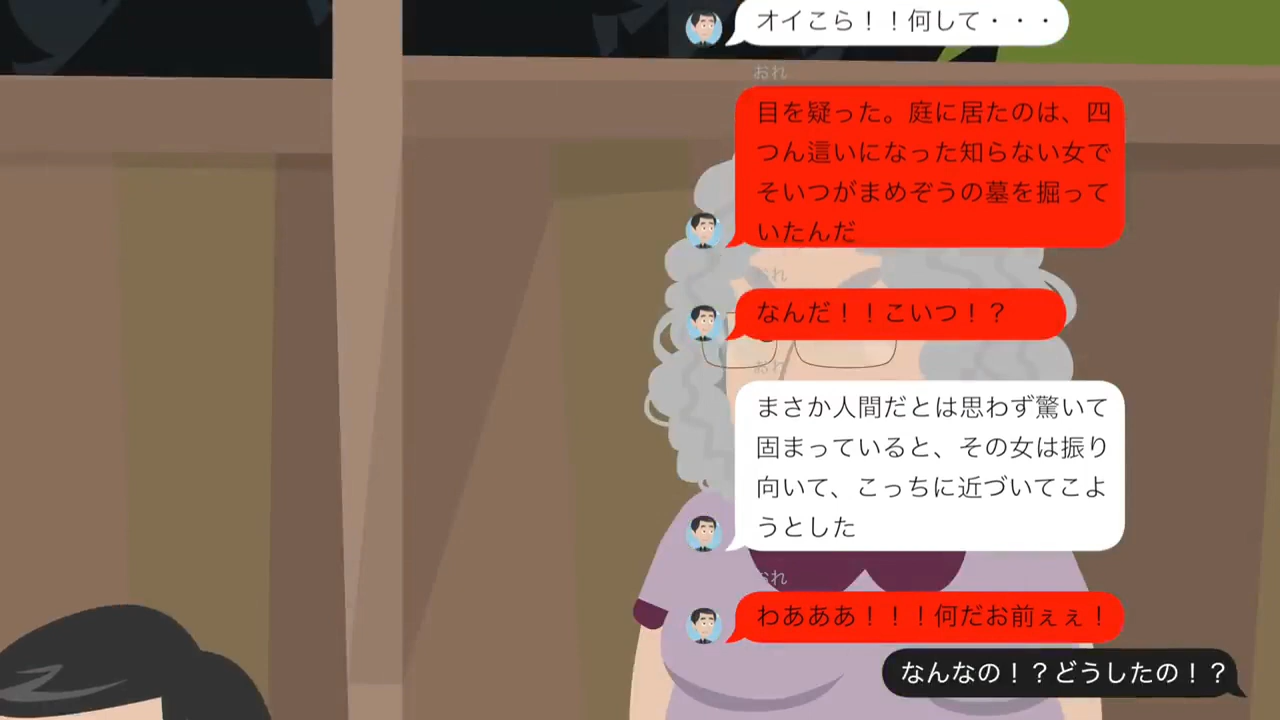 オイこら！！何して・・・
おれ
目を疑った。庭に居たのは、四
つん這いになった知らない女で
そいつがまめぞうの墓を掘って
いたんだ
おれ
なんだ！！こいつ！？
おれ
まさか人間だとは思わず驚いて
固まっていると、その女は振り
向いて、こっちに近づいてこよ
うとした
おれ
わあああ！！！何だお前ぇぇ！
なんなの！？どうしたの！？